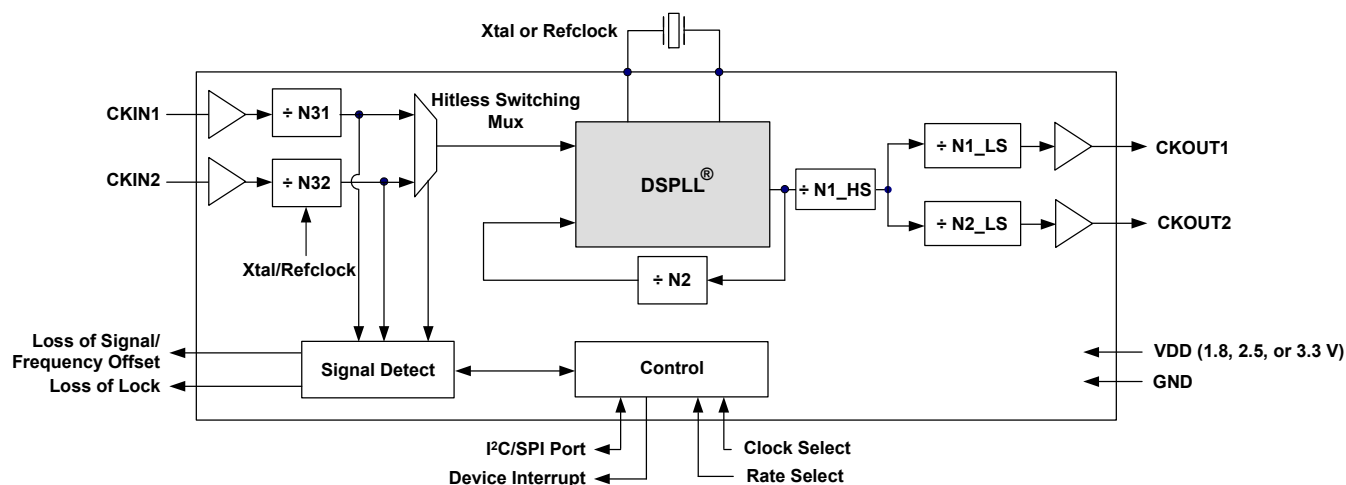 Xtal or Refclock
CKIN1
÷ N31
Hitless Switching
Mux
CKIN2
÷ N32
Xtal/Refclock
DSPLL®
÷ N1_HS
÷ N1_LS
CKOUT1
÷ N2_LS
CKOUT2
÷ N2
Loss of Signal/
Frequency Offset
Loss of Lock
Signal Detect
Control
VDD (1.8, 2.5, or 3.3 V)
GND
I²C/SPI Port
Device Interrupt
Clock Select
Rate Select